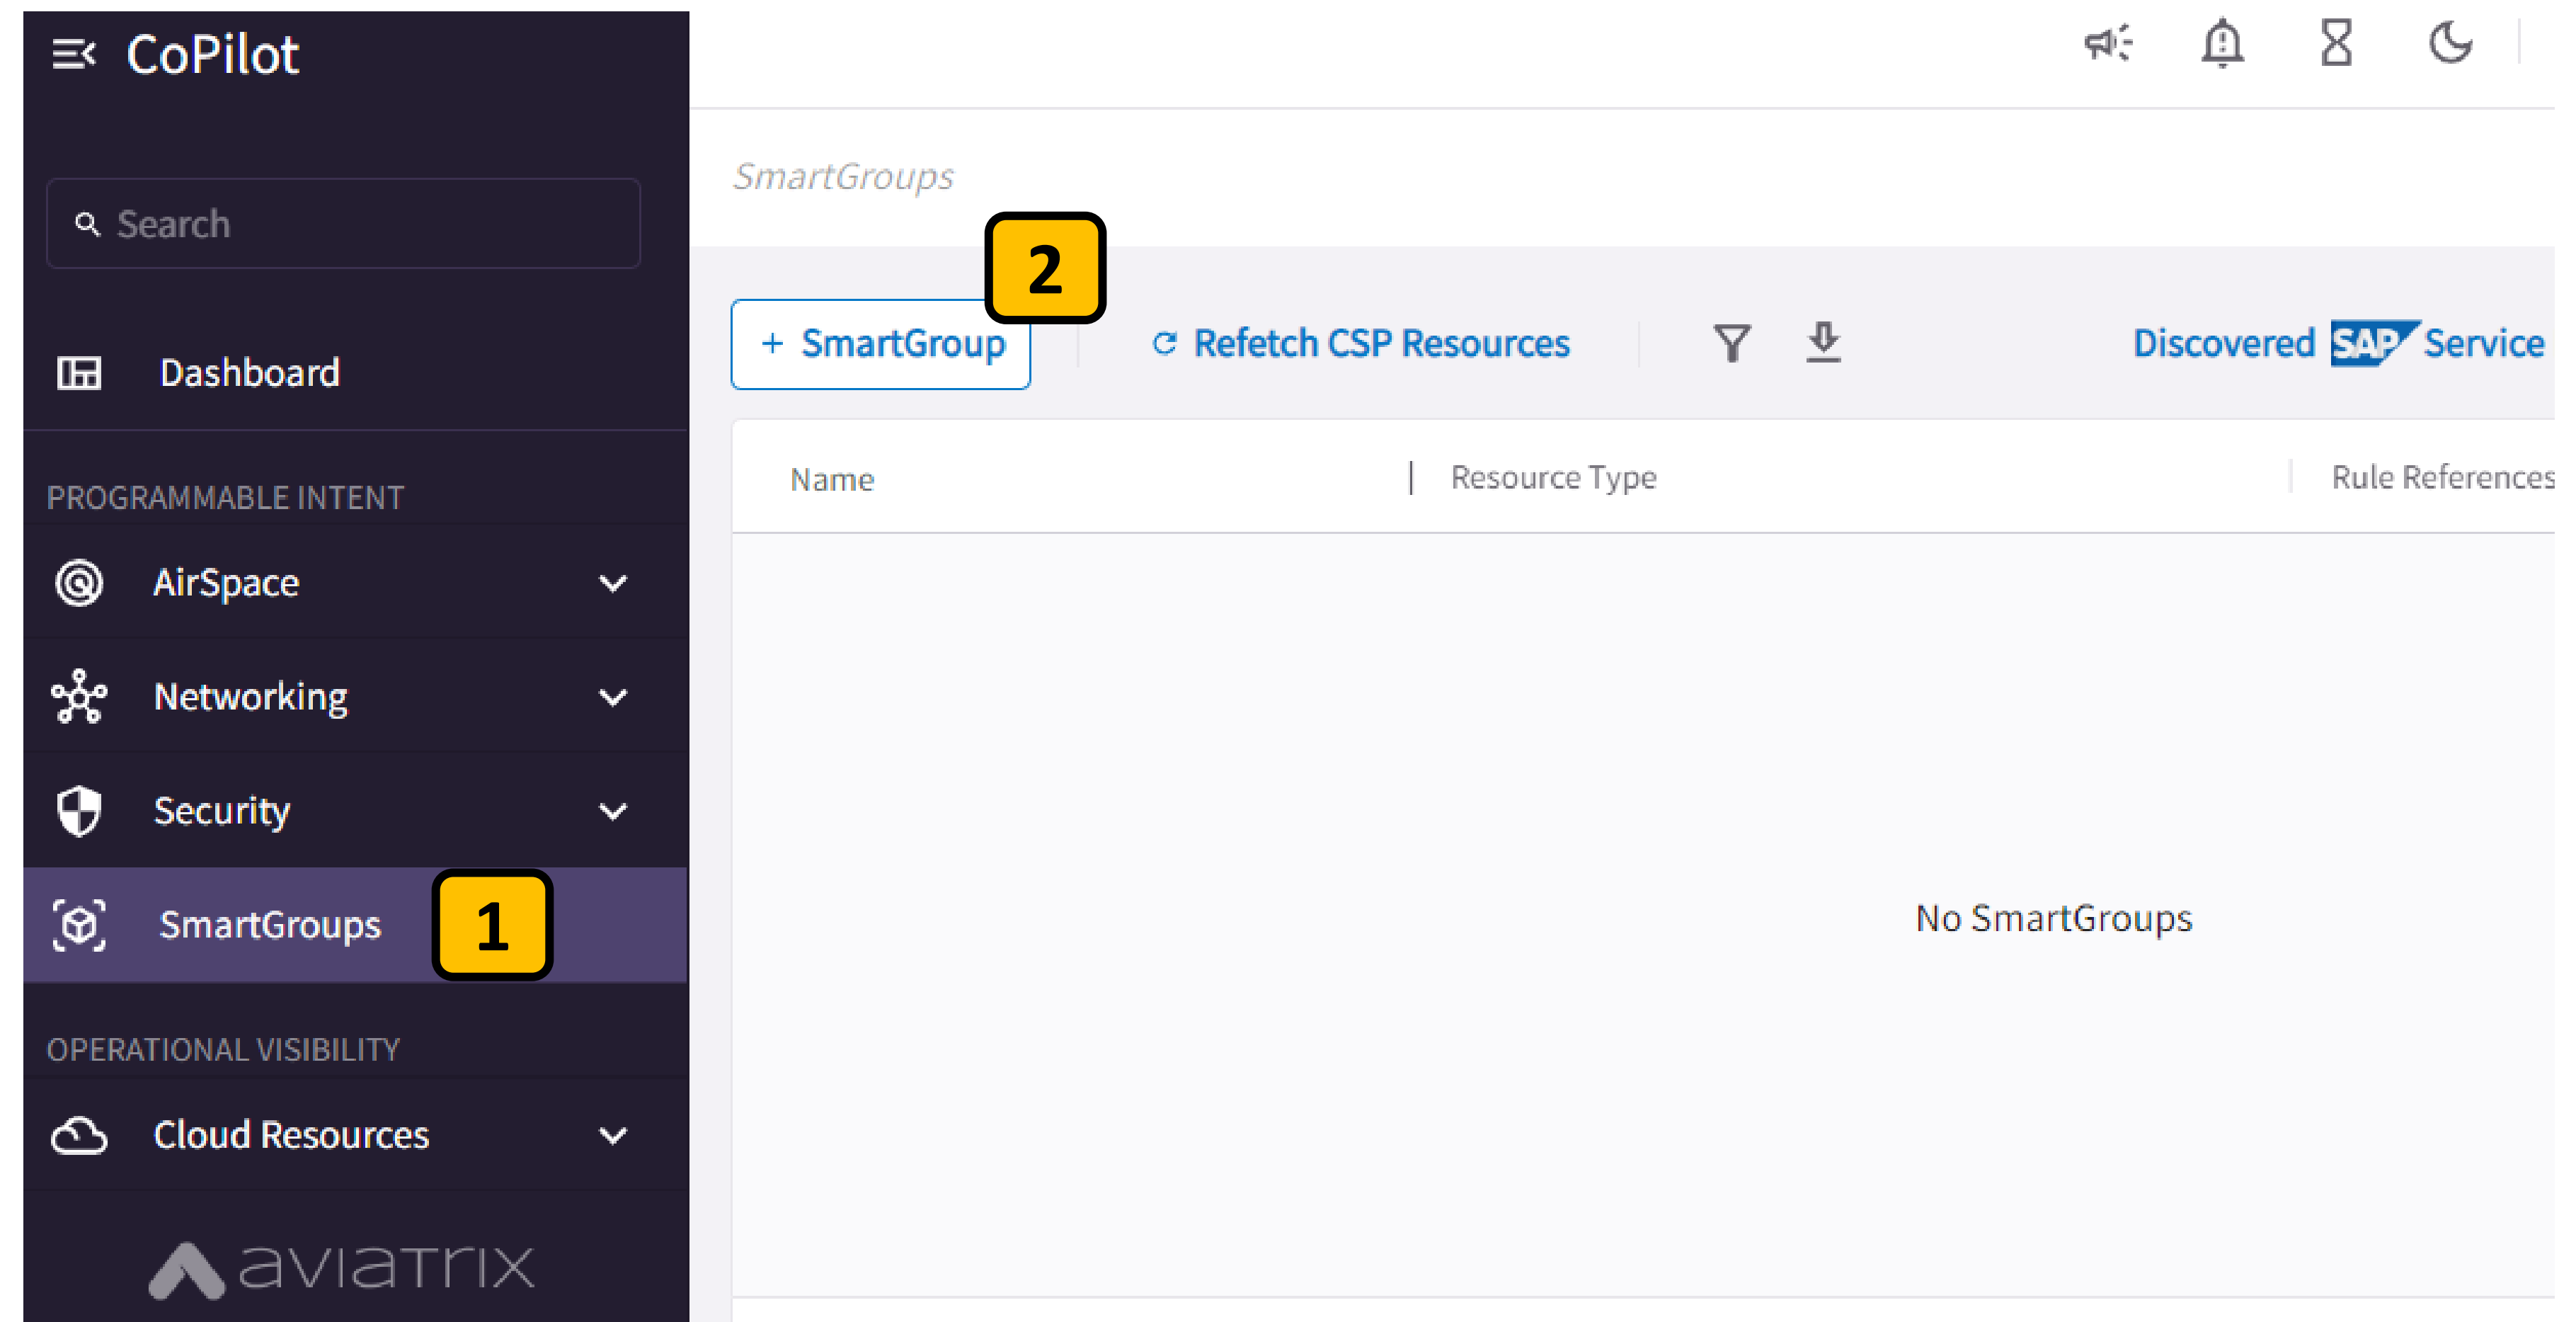 CoPilot
Search
Dashboard
PROGRAMMABLE INTENT
AirSpace
Networking
Security
SmartGroups
1
OPERATIONAL VISIBILITY
Cloud Resources
aviatrix
SmartGroups
2
+ SmartGroup
Refetch CSP Resources
Discovered SAP Service
Name
Resource Type
Rule References
No SmartGroups